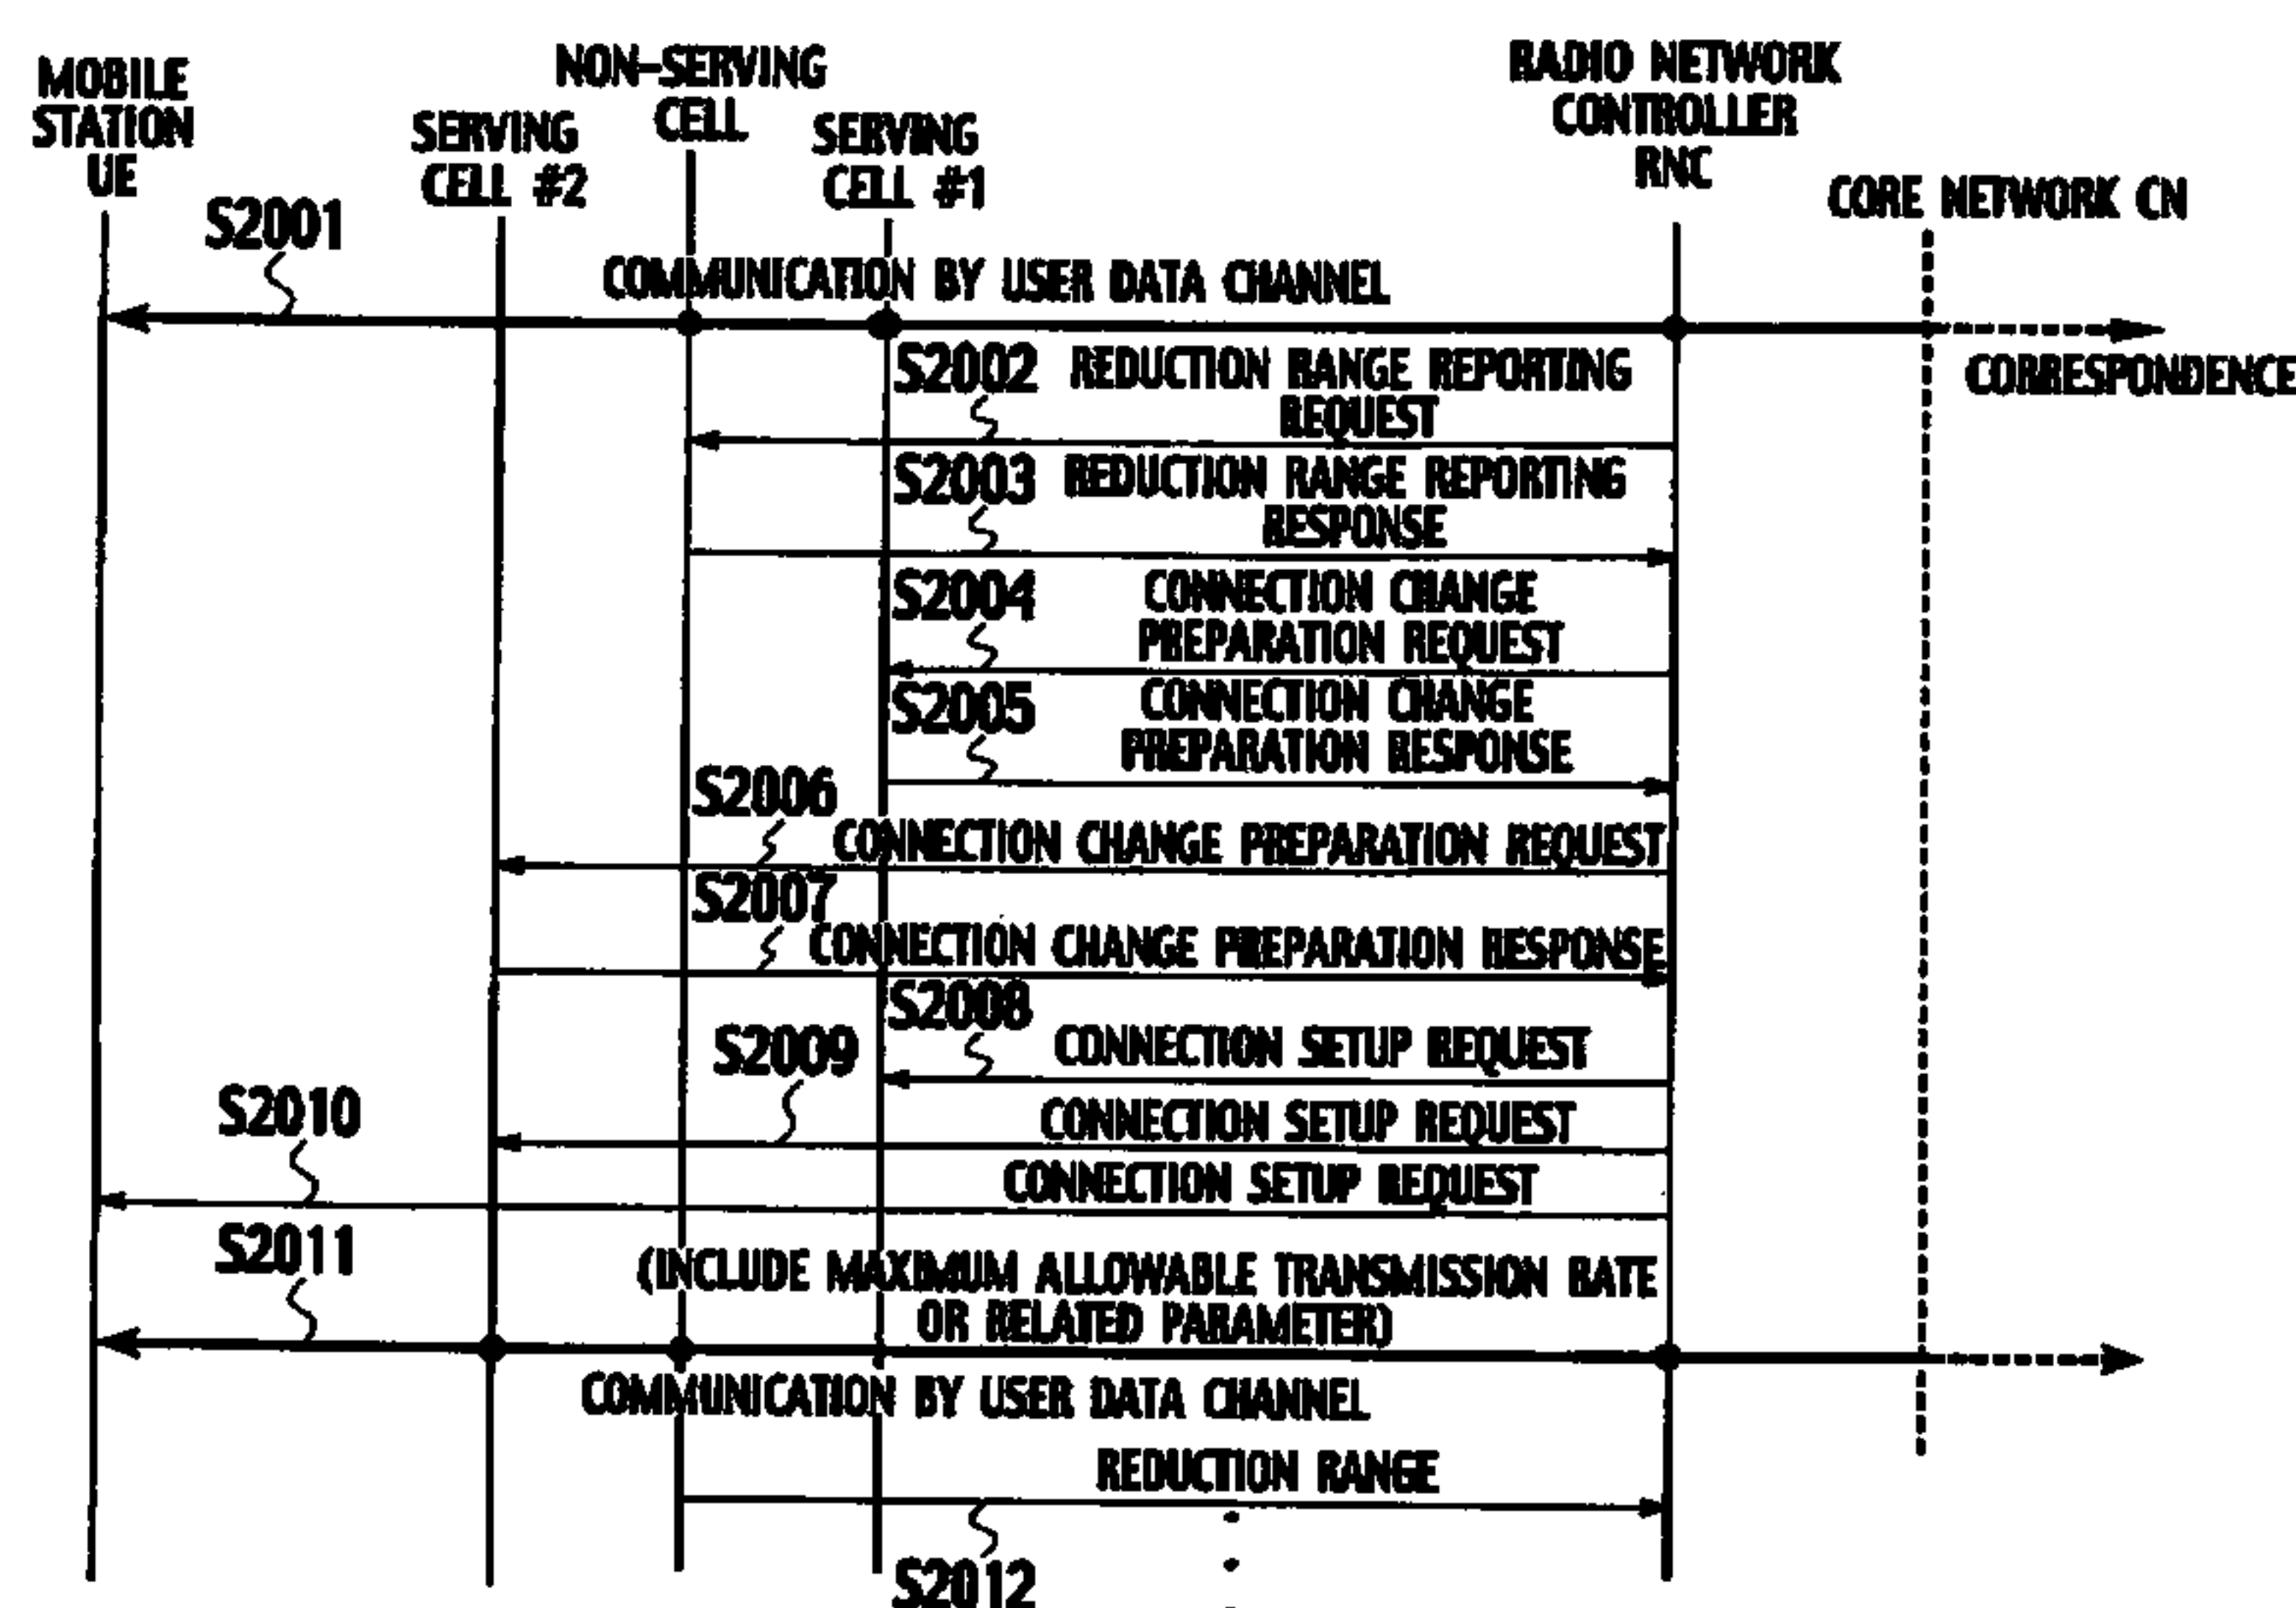 MOBILE
STATION
UE
SERVING
CELL #2
NON-SERVING
CELL
SERVING
CELL #1
RADIO NETWORK
CONTROLLER
RNC
CORE NETWORK CN
S2001
COMMUNICATION BY USER DATA CHANNEL
CORRESPONDENCE
S2002
REDUCTION RANGE REPORTING
REQUEST
S2003
REDUCTION RANGE REPORTING
RESPONSE
S2004
CONNECTION CHANGE
PREPARATION REQUEST
S2005
CONNECTION CHANGE
PREPARATION RESPONSE
S2006
CONNECTION CHANGE PREPARATION REQUEST
S2007
CONNECTION CHANGE PREPARATION RESPONSE
S2008
CONNECTION SETUP REQUEST
S2009
CONNECTION SETUP REQUEST
S2010
CONNECTION SETUP REQUEST
S2011
(INCLUDE MAXIMUM ALLOWABLE TRANSMISSION RATE
OR RELATED PARAMETER)
COMMUNICATION BY USER DATA CHANNEL
REDUCTION RANGE
S2012